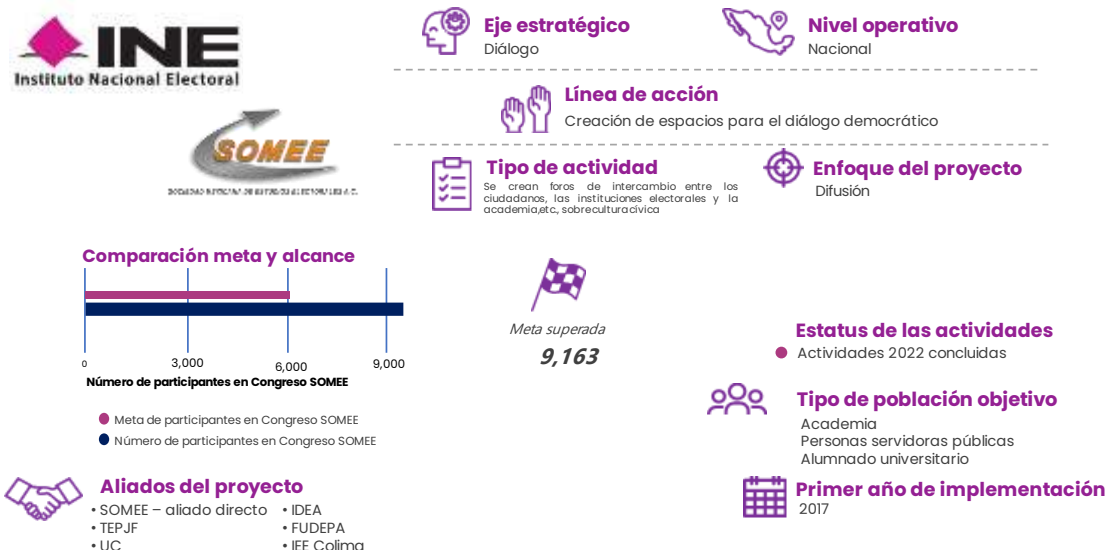 INE
Instituto Nacional Electoral
SOMEE
SOCIEDAD MEXICANA DE ESTUDIOS ELECTORALES A.C.
Eje estratégico
Diálogo
Nivel operativo
Nacional
Línea de acción
Creación de espacios para el diálogo democrático
Tipo de actividad
Se crean foros de intercambio entre los
ciudadanos, las instituciones electorales y la
academia,etc., sobreculturacívica
Enfoque del proyecto
Difusión
Comparación meta y alcance
0 3,000 6,000 9,000
Número de participantes en Congreso SOMEE
Meta de participantes en Congreso SOMEE
Número de participantes en Congreso SOMEE
Meta superada
9,163
Estatus de las actividades
Actividades 2022 concluidas
Tipo de población objetivo
Academia
Personas servidoras públicas
Alumnado universitario
Primer año de implementación
2017
Aliados del proyecto
• SOMEE – aliado directo
• TEPJF
• UC
• IDEA
• FUDEPA
• IEE Colima